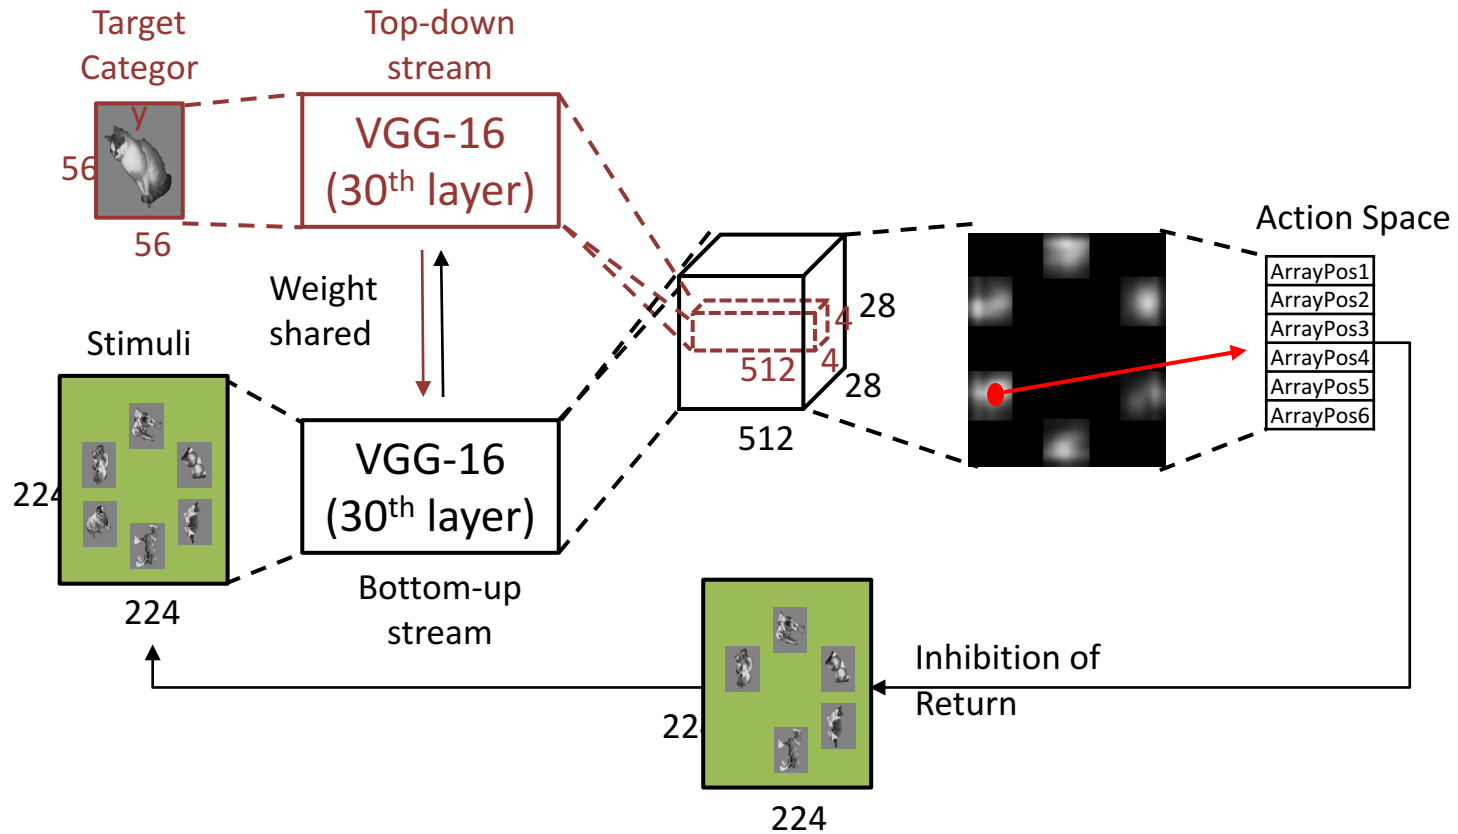 Target
Categor
y
56
56
Top-down
stream
VGG-16
(30th layer)
Weight
shared
Stimuli
224
224
VGG-16
(30th layer)
Bottom-up
stream
28
4
4
512
28
512
Action Space
ArrayPos1
ArrayPos2
ArrayPos3
ArrayPos4
ArrayPos5
ArrayPos6
Inhibition of
Return
224